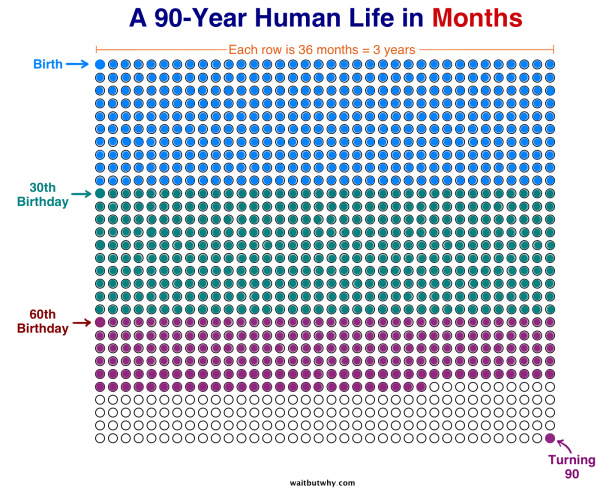 A 90-Year Human Life in Months
Each row is 36 months = 3 years
Birth
30th
Birthday
60th
Birthday
Turning
90
waitbutwhy.com